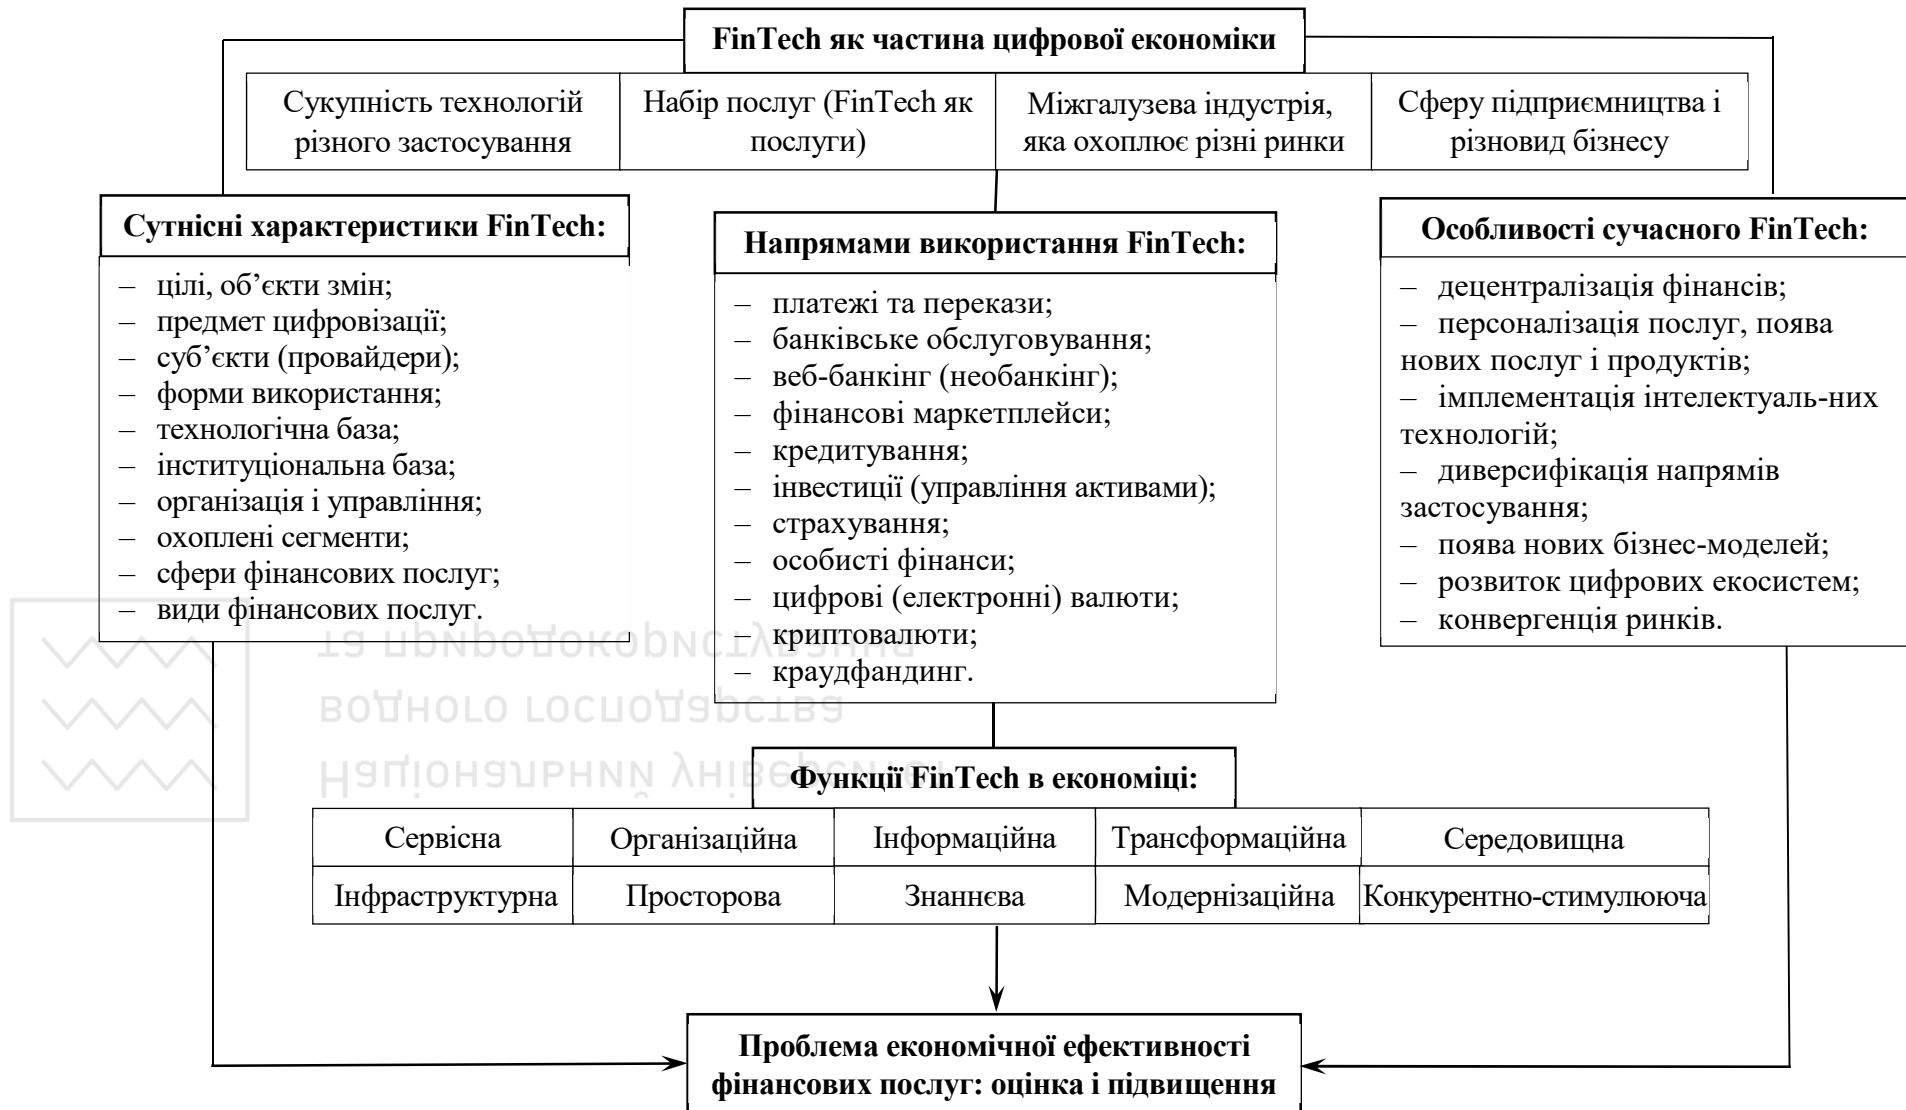 FinTech як частина цифрової економіки
Сукупність технологій
різного застосування
Набір послуг (FinTech як
послуги)
Міжгалузева індустрія,
яка охоплює різні ринки
Сферу підприємництва і
різновид бізнесу
Сутнісні характеристики FinTech:
– цілі, об’єкти змін;
– предмет цифровізації;
– суб’єкти (провайдери);
– форми використання;
– технологічна база;
– інституціональна база;
– організація і управління;
– охоплені сегменти;
– сфери фінансових послуг;
– види фінансових послуг.
Напрямами використання FinTech:
– платежі та перекази;
– банківське обслуговування;
– веб-банкінг (необанкінг);
– фінансові маркетплейси;
– кредитування;
– інвестиції (управління активами);
– страхування;
– особисті фінанси;
– цифрові (електронні) валюти;
– криптовалюти;
– краудфандинг.
Особливості сучасного FinTech:
– децентралізація фінансів;
– персоналізація послуг, поява
нових послуг і продуктів;
– імплементація інтелектуаль-них
технологій;
– диверсифікація напрямів
застосування;
– поява нових бізнес-моделей;
– розвиток цифрових екосистем;
– конвергенція ринків.
Функції FinTech в економіці:
Сервісна
Організаційна
Інформаційна
Трансформаційна
Середовищна
Інфраструктурна
Просторова
Знаннєва
Модернізаційна
Конкурентно-стимулююча
Проблема економічної ефективності
фінансових послуг: оцінка і підвищення
Національний університет
водного господарства
та природокористування